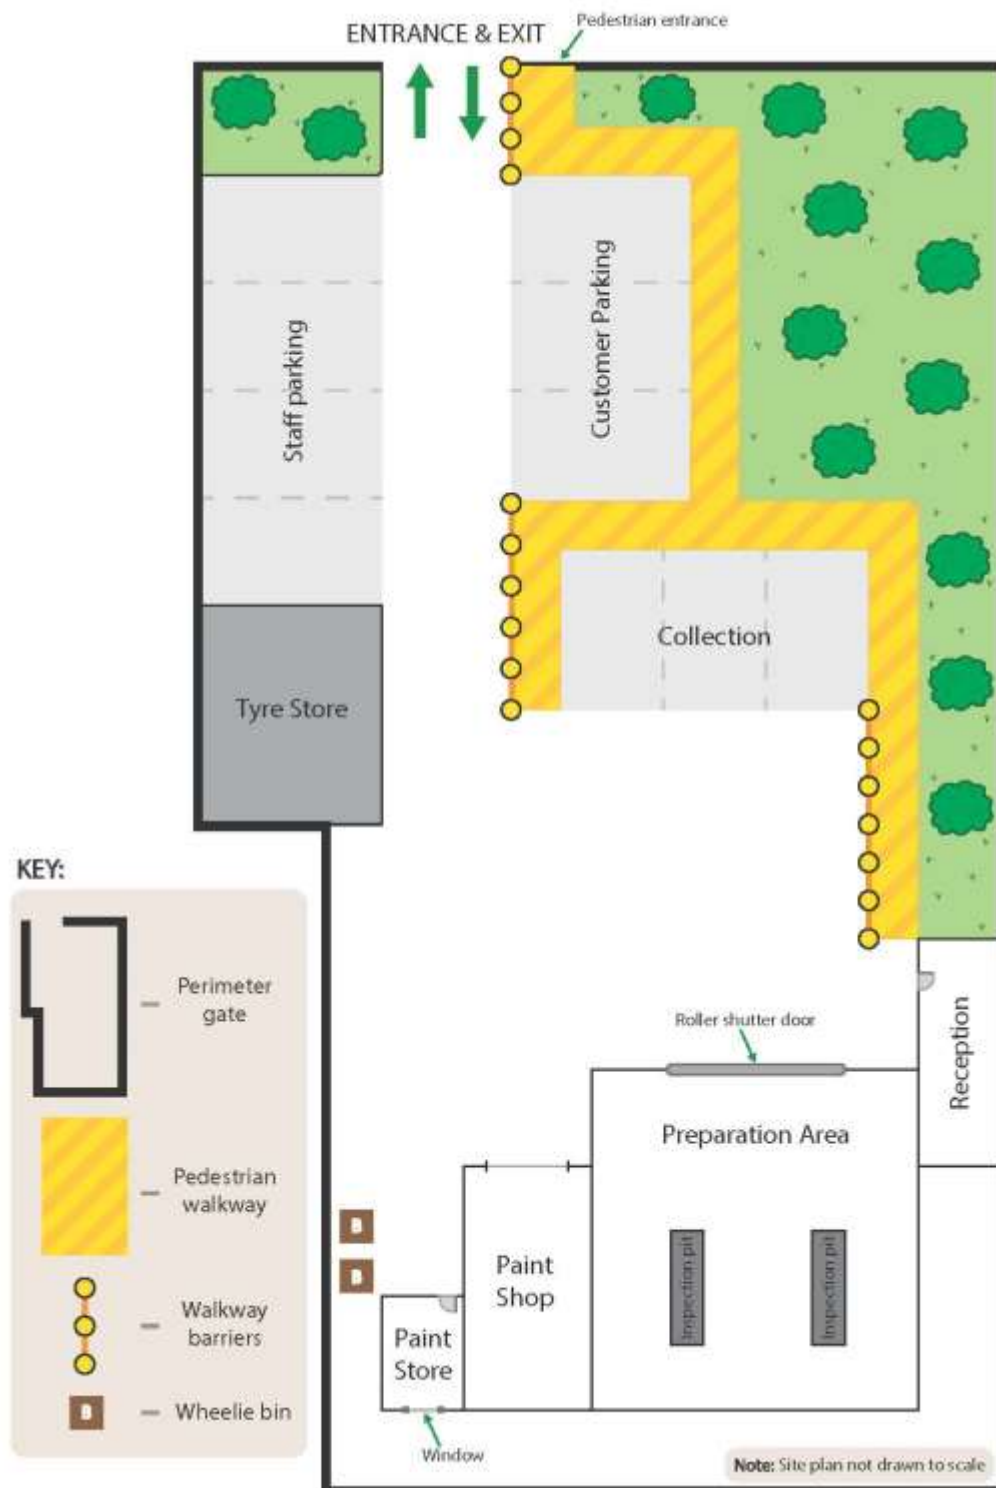 Pedestrian entrance
ENTRANCE & EXIT
Staff parking
Customer Parking
Collection
Tyre Store
KEY:
Perimeter
gate
Pedestrian
walkway
Walkway
barriers
B
Wheelie bin
Roller shutter door
Reception
Preparation Area
Inspection pit
Inspection pit
B
B
Paint
Shop
Paint
Store
Window
Note: Site plan not drawn to scale